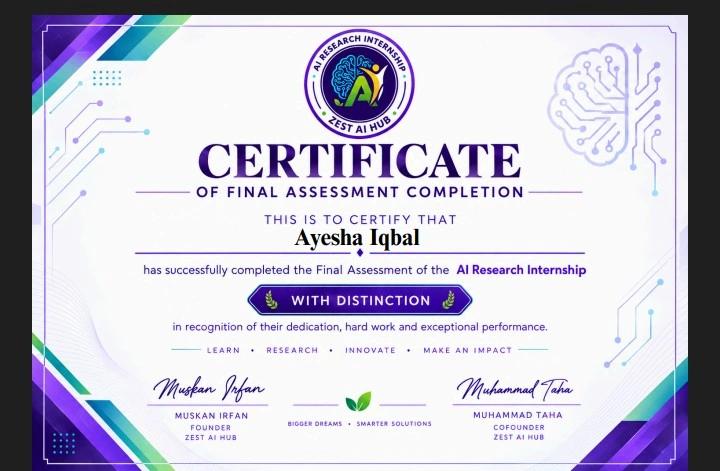 AI RESEARCH INTERNSHIP
AI
ZEST AI HUB
CERTIFICATE
OF FINAL ASSESSMENT COMPLETION
THIS IS TO CERTIFY THAT
Ayesha Iqbal
has successfully completed the Final Assessment of the AI Research Internship
WITH DISTINCTION
in recognition of their dedication, hard work and exceptional performance.
LEARN • RESEARCH • INNOVATE • MAKE AN IMPACT
Muskan Irfan
Muhammad Taha
MUSKAN IRFAN
FOUNDER
ZEST AI HUB
BIGGER DREAMS • SMARTER SOLUTIONS
MUHAMMAD TAHA
COFOUNDER
ZEST AI HUB